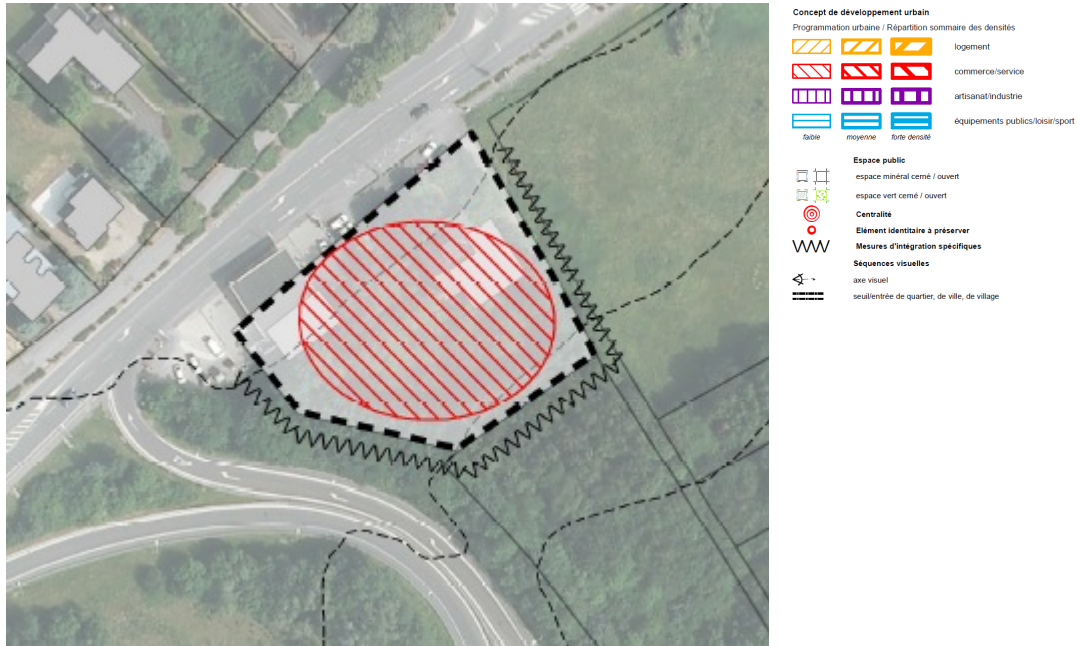 Concept de développement urbain
Programmation urbaine / Répartition sommaire des densités
logement
commerce/service
artisanat/industrie
équipements publics/loisir/sport
faible moyenne forte densité
Espace public
espace minéral cerné / ouvert
espace vert cerné / ouvert
Centralité
Elément identitaire à préserver
Mesures d'intégration spécifiques
Séquences visuelles
axe visuel
seuil/entrée de quartier, de ville, de village